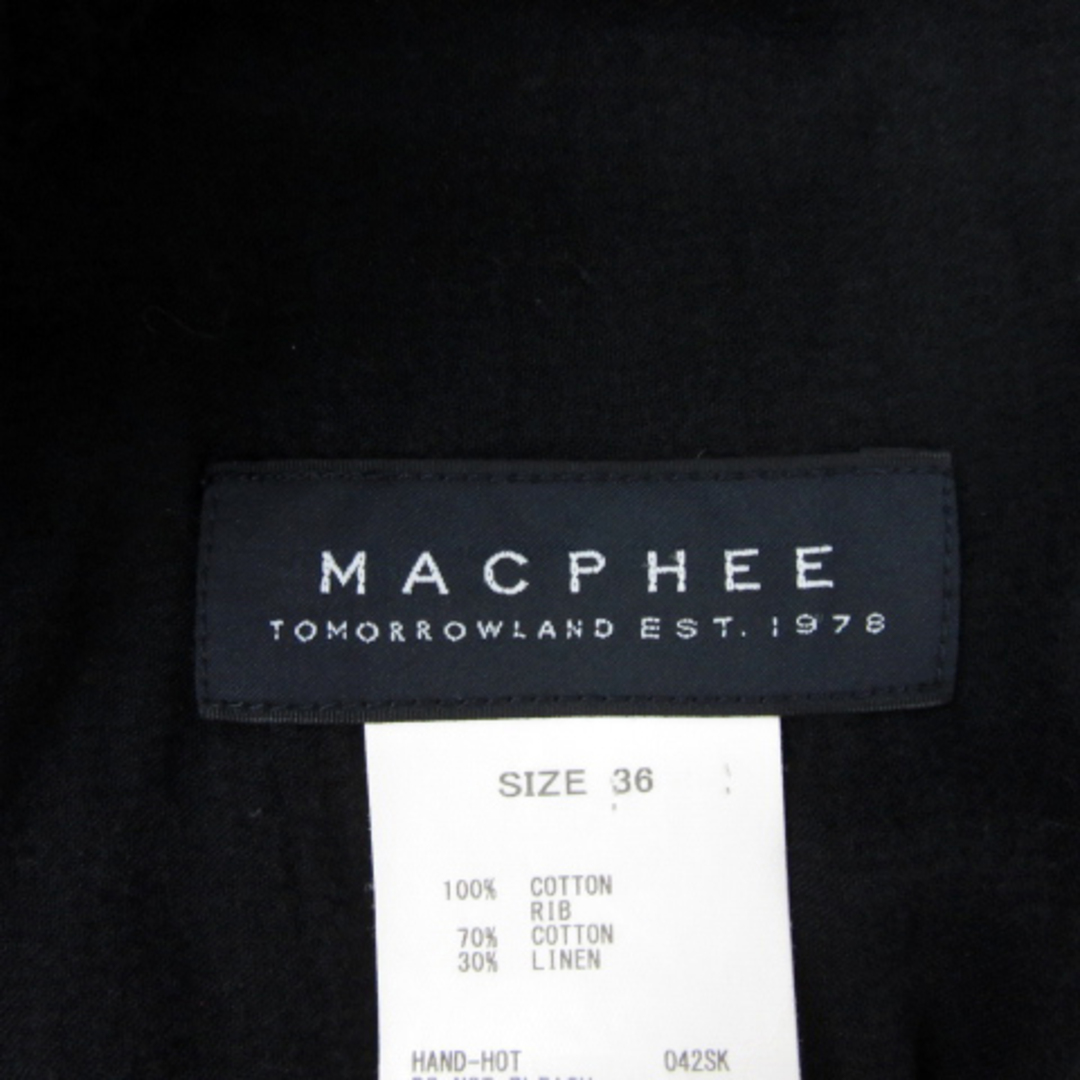 MACPHEE
TOMORROWLAND EST. 1978
SIZE 36
100% COTTON
RIB
70% COTTON
30% LINEN
HAND-HOT 042SK